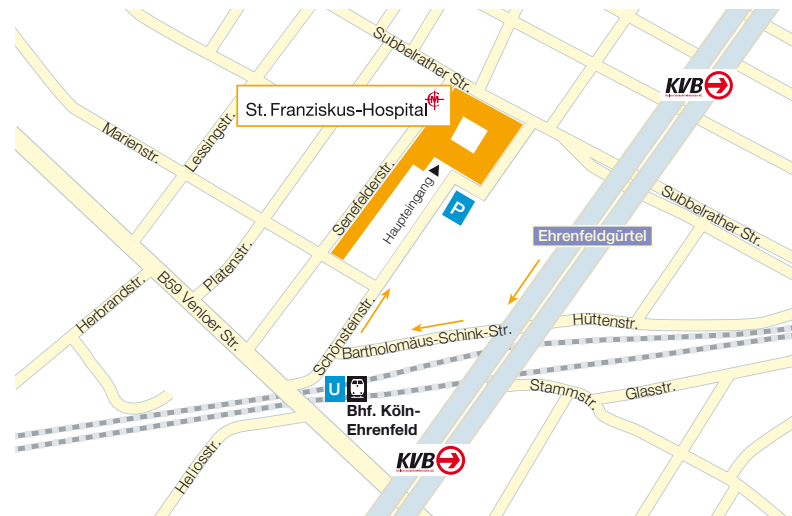 Subbelrather Str.
KVB
St. Franziskus-Hospital
Lessingstr.
Marienstr.
Senefelderstr.
Haupteingang
P
Subbelrather Str.
Ehrenfeldgürtel
Platenstr.
Herbrandstr.
B59 Venloer Str.
Schönsteinstr.
Hüttenstr.
Bartholomäus-Schink-Str.
U
Bhf. Köln-
Ehrenfeld
Stammstr.
Glasstr.
Heliosstr.
KVB